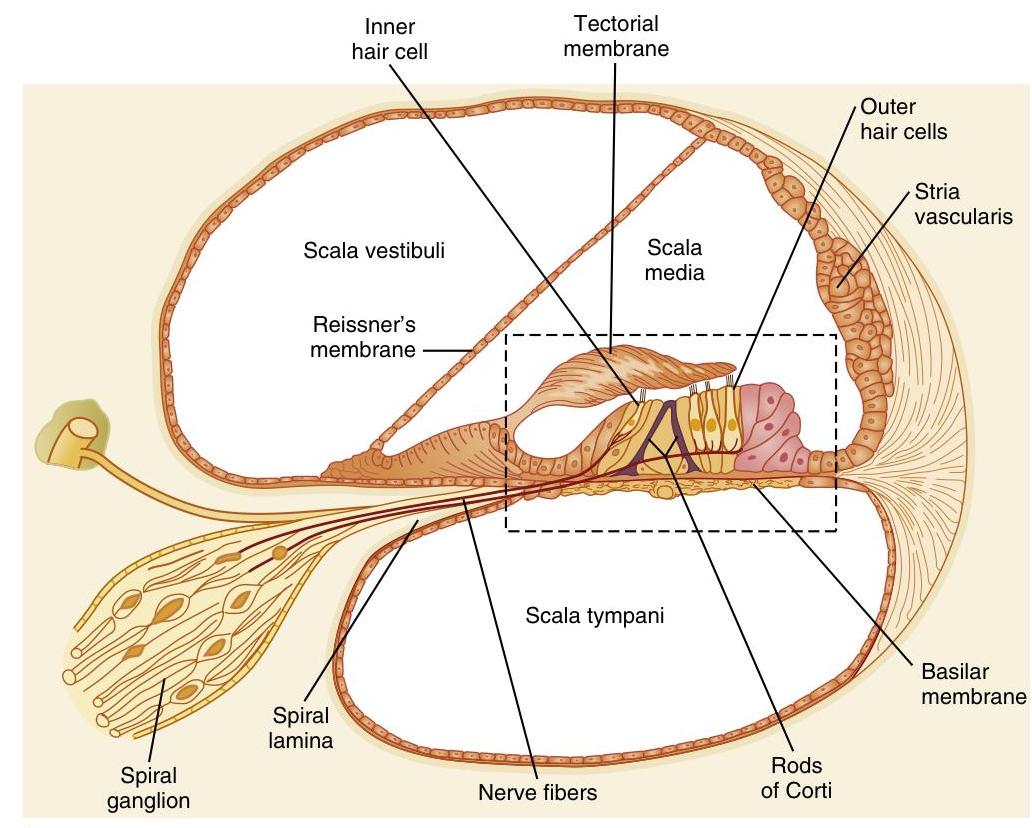 Inner
hair cell
Tectorial
membrane
Outer
hair cells
Stria
vascularis
Scala vestibuli
Scala
media
Reissner's
membrane
Scala tympani
Basilar
membrane
Spiral
lamina
Rods
of Corti
Spiral
ganglion
Nerve fibers